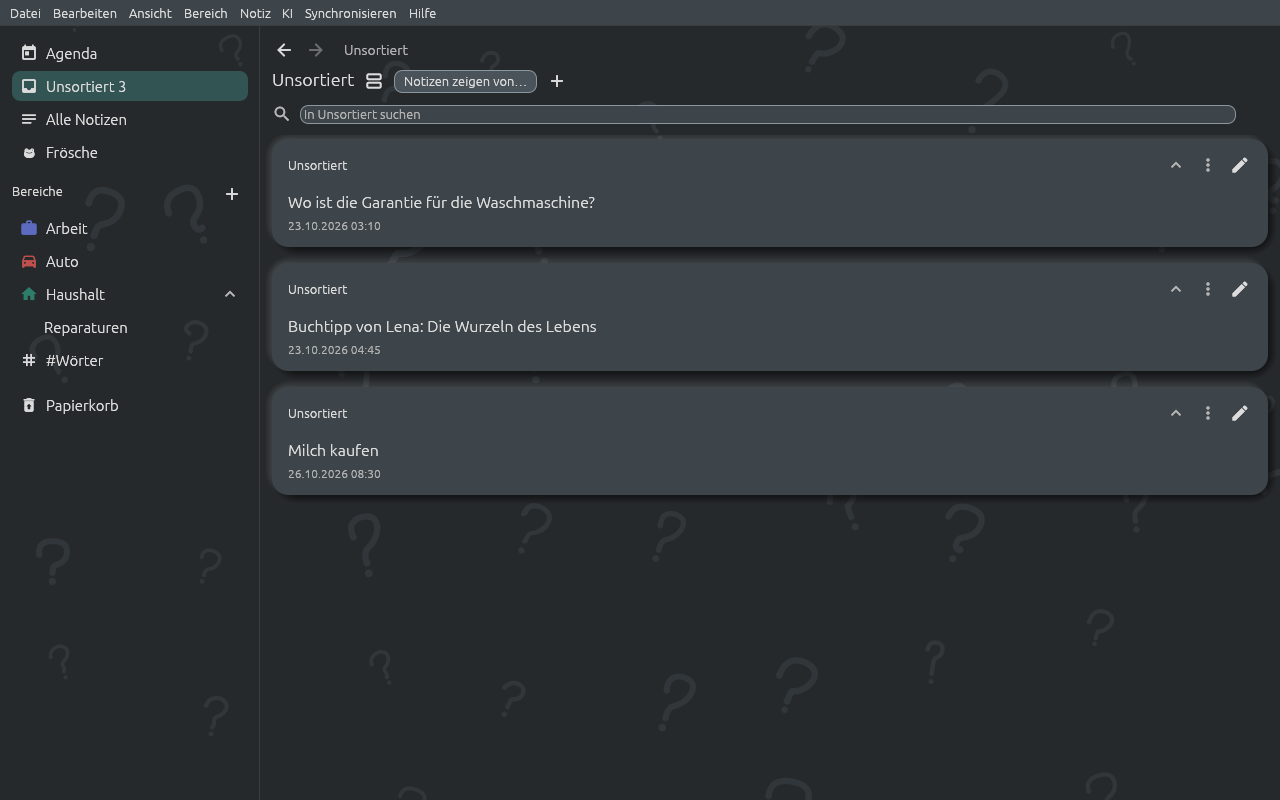 Datei Bearbeiten Ansicht Bereich Notiz KI Synchronisieren Hilfe
Agenda
Unsortiert 3
Alle Notizen
Frösche
Bereiche
Arbeit
Auto
Haushalt
Reparaturen
#Wörter
Papierkorb
Unsortiert
Unsortiert Notizen zeigen von…
In Unsortiert suchen
Unsortiert
Wo ist die Garantie für die Waschmaschine?
23.10.2026 03:10
Unsortiert
Buchtipp von Lena: Die Wurzeln des Lebens
23.10.2026 04:45
Unsortiert
Milch kaufen
26.10.2026 08:30